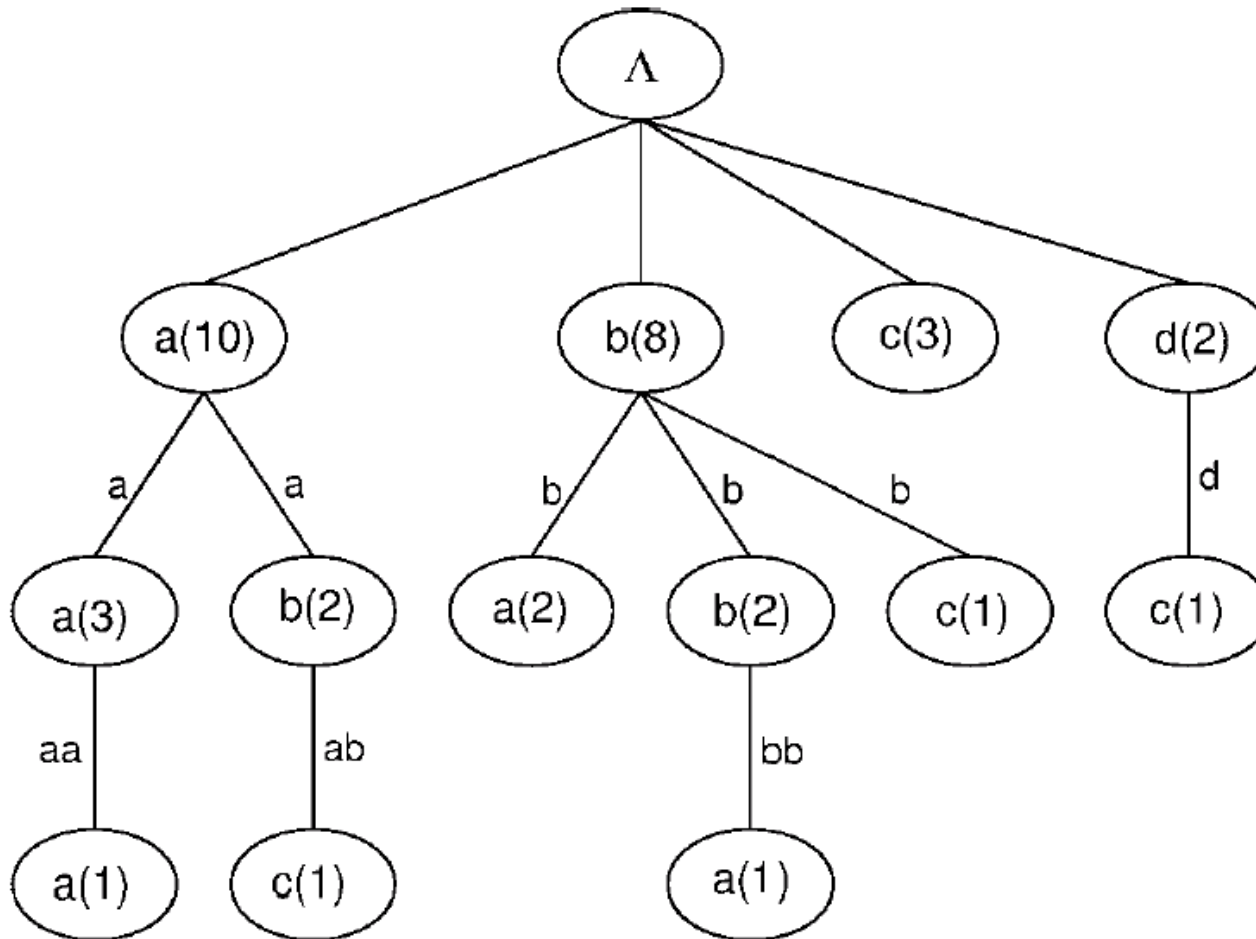 Λ
a(10) b(8) c(3) d(2)
a a b b b d
a(3) b(2) a(2) b(2) c(1) c(1)
aa ab bb
a(1) c(1) a(1)